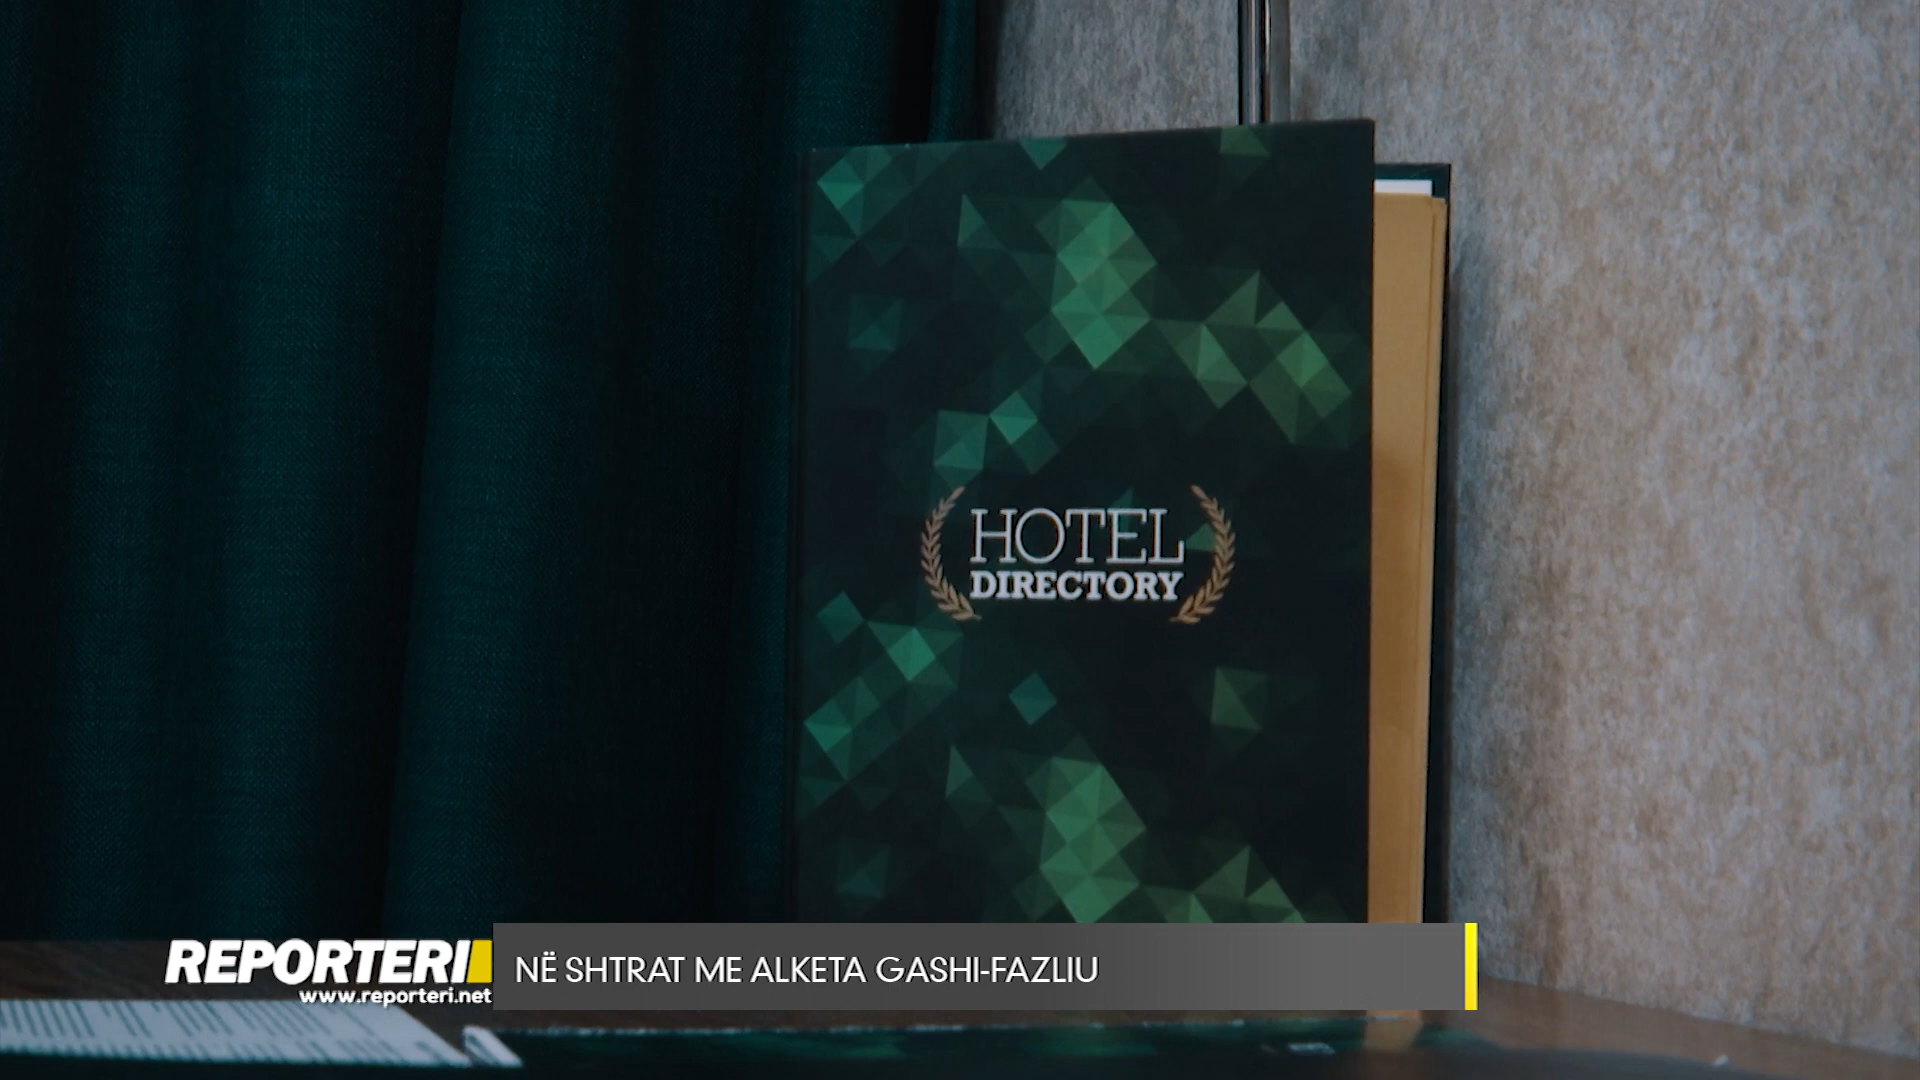 HOTEL
DIRECTORY
REPORTERI
www.reporteri.net
NË SHTRAT ME ALKETA GASHI-FAZLIU